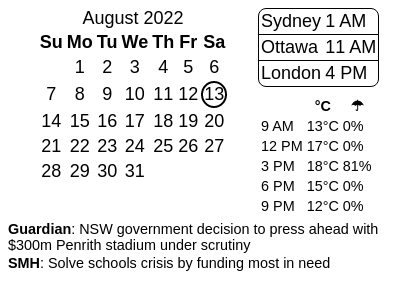 August 2022
Su Mo Tu We Th Fr Sa
1 2 3 4 5 6
7 8 9 10 11 12 13
14 15 16 17 18 19 20
21 22 23 24 25 26 27
28 29 30 31
Sydney 1 AM
Ottawa 11 AM
London 4 PM
°C ☂
9 AM 13°C 0%
12 PM 17°C 0%
3 PM 18°C 81%
6 PM 15°C 0%
9 PM 12°C 0%
Guardian: NSW government decision to press ahead with
$300m Penrith stadium under scrutiny
SMH: Solve schools crisis by funding most in need